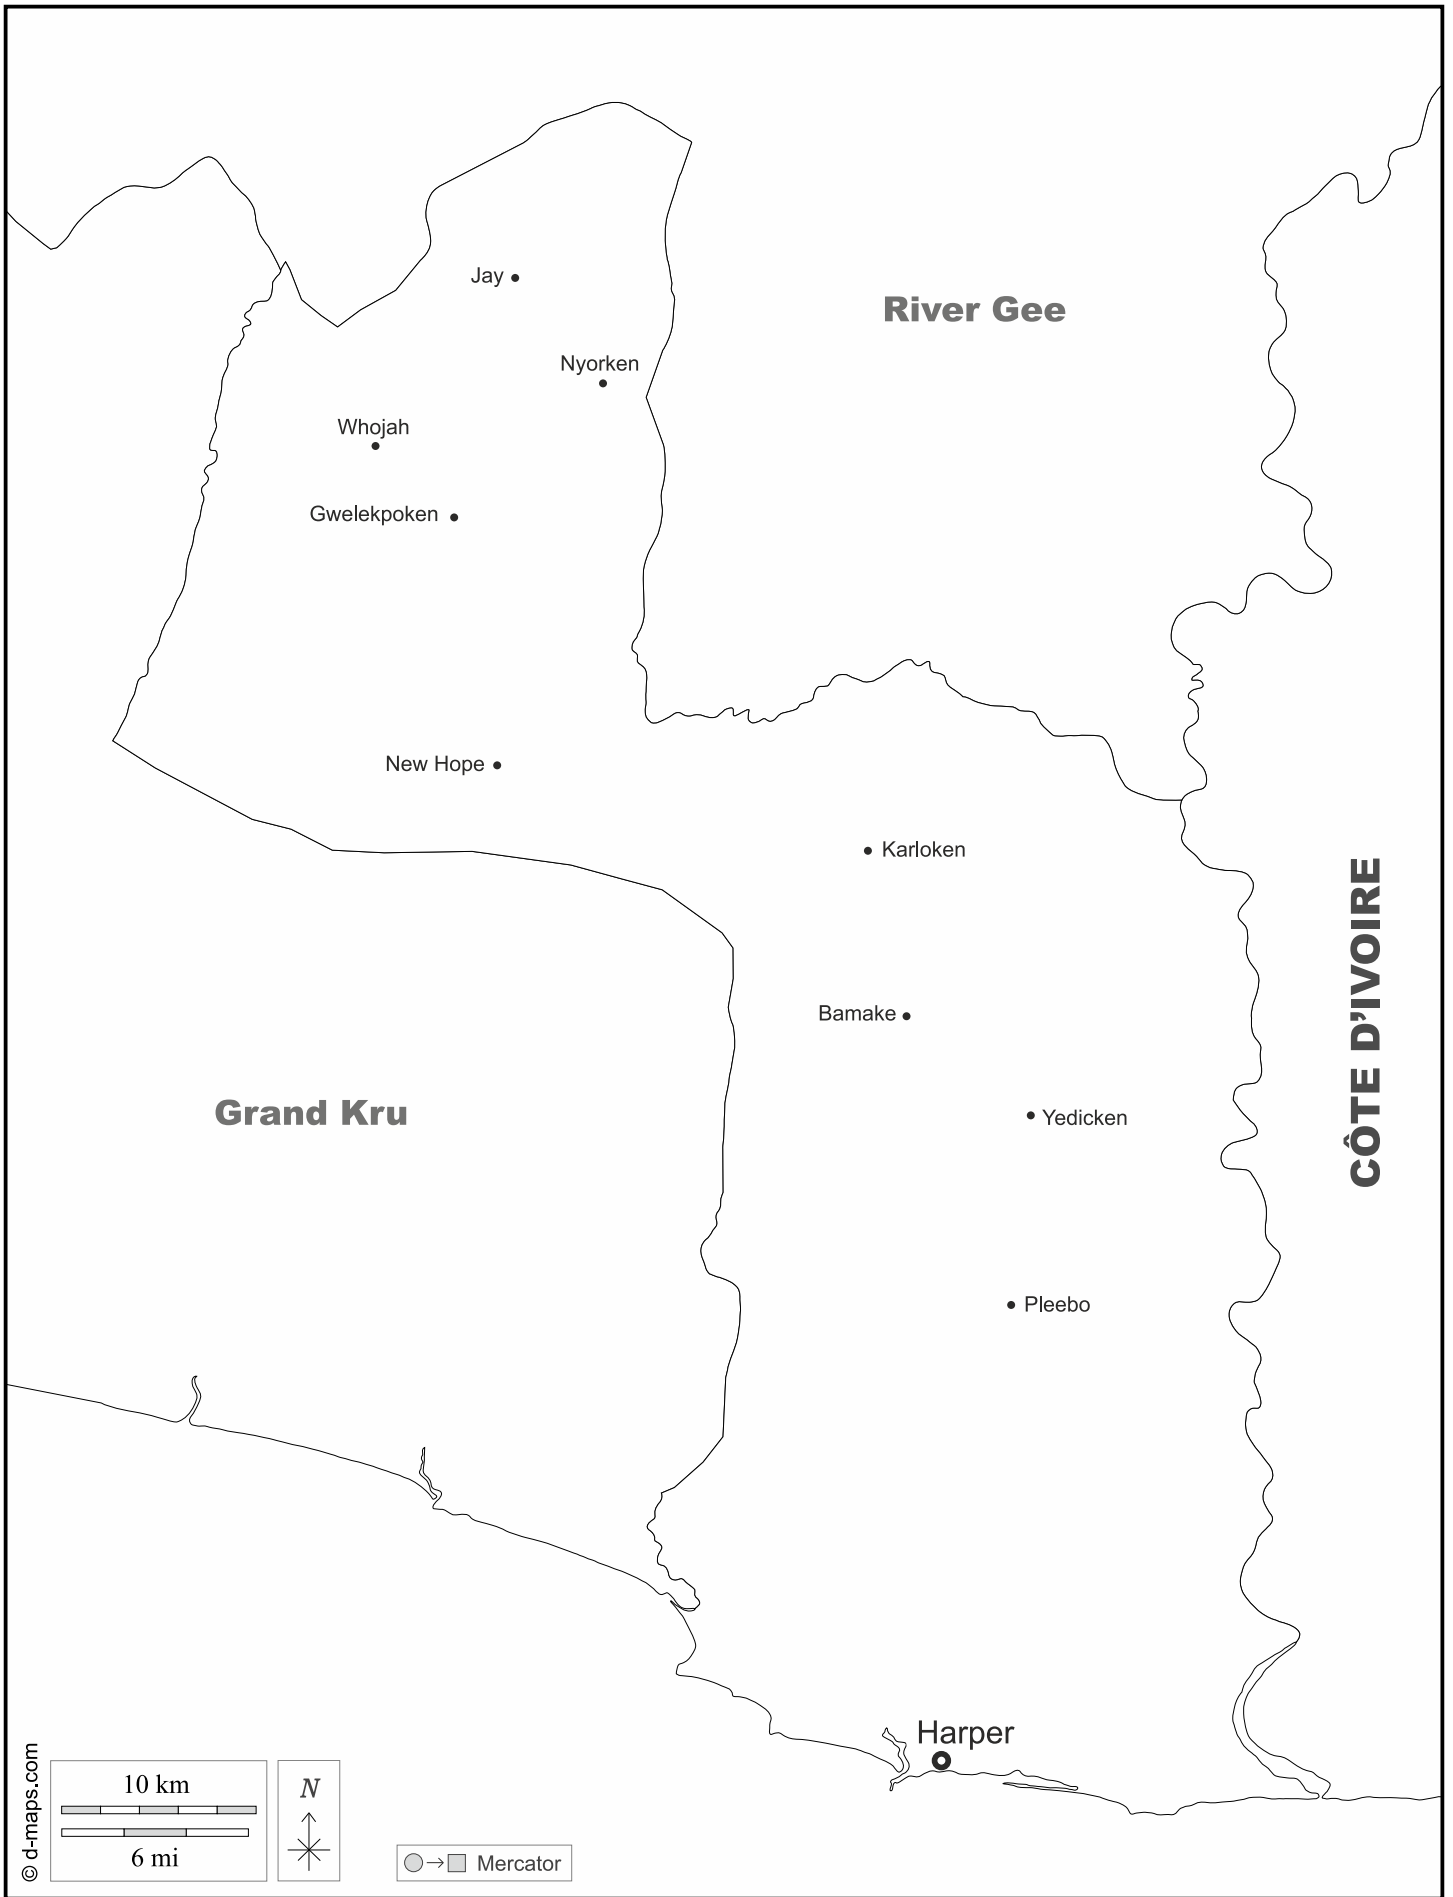 Jay
River Gee
Nyorken
Whojah
Gwelekpoken
New Hope
Karloken
CÔTE D'IVOIRE
Bamake
Grand Kru
Yedicken
Pleebo
Harper
© d-maps.com
10 km
6 mi
N
Mercator